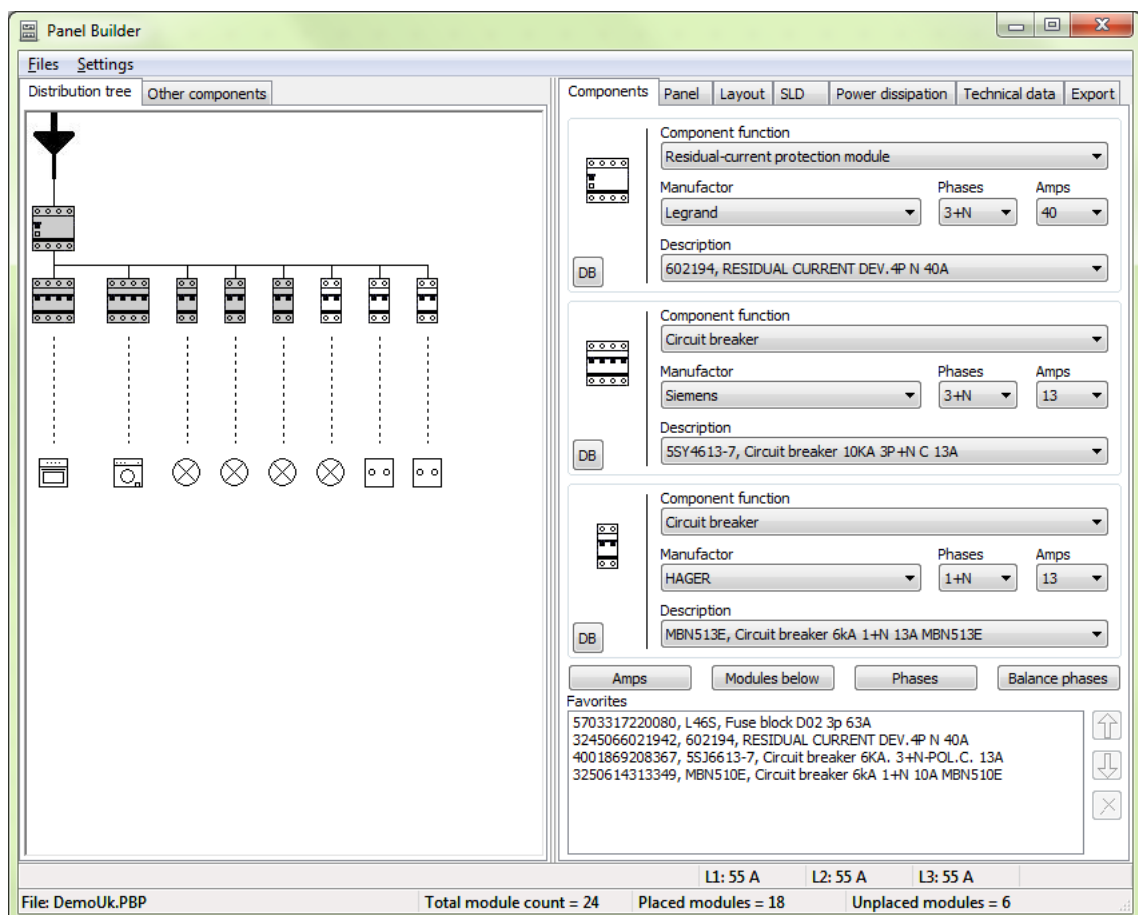 Panel Builder
Files Settings
Distribution tree Other components
Components Panel Layout SLD Power dissipation Technical data Export
Component function
Residual-current protection module
Manufactor Phases Amps
Legrand 3+N 40
Description
DB 602194, RESIDUAL CURRENT DEV.4P N 40A
Component function
Circuit breaker
Manufactor Phases Amps
Siemens 3+N 13
Description
DB 5SY4613-7, Circuit breaker 10KA 3P+N C 13A
Component function
Circuit breaker
Manufactor Phases Amps
HAGER 1+N 13
Description
DB MBN513E, Circuit breaker 6kA 1+N 13A MBN513E
Amps Modules below Phases Balance phases
Favorites
5703317220080, L46S, Fuse block D02 3p 63A
3245066021942, 602194, RESIDUAL CURRENT DEV.4P N 40A
4001869208367, 5SJ6613-7, Circuit breaker 6KA. 3+N-POL.C. 13A
3250614313349, MBN510E, Circuit breaker 6kA 1+N 10A MBN510E
L1: 55 A L2: 55 A L3: 55 A
File: DemoUk.PBP Total module count = 24 Placed modules = 18 Unplaced modules = 6